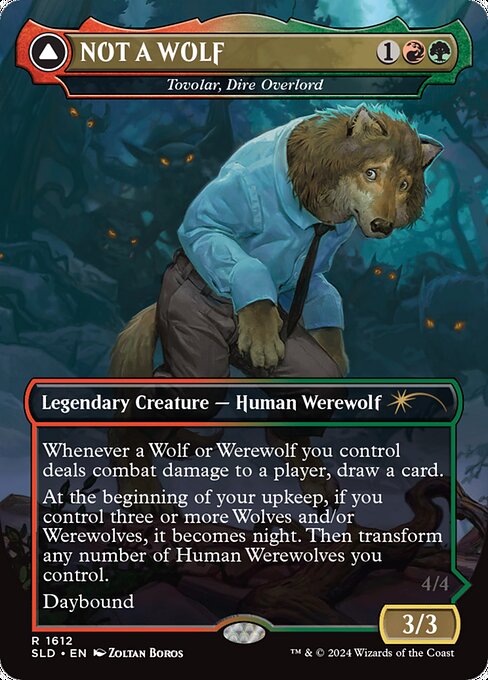 NOT A WOLF 1
Tovolar, Dire Overlord
Legendary Creature — Human Werewolf
Whenever a Wolf or Werewolf you control
deals combat damage to a player, draw a card.
At the beginning of your upkeep, if you
control three or more Wolves and/or
Werewolves, it becomes night. Then transform
any number of Human Werewolves you
control.
4/4
Daybound
3/3
R 1612
SLD • EN Zoltan Boros
™ & © 2024 Wizards of the Coast